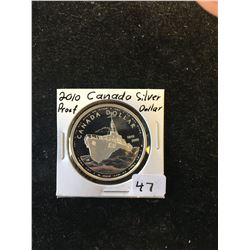 2010 Canada Silver
Proof Dollar
CANADA DOLLAR
47